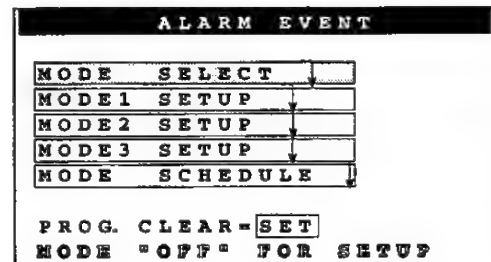 ALARM EVENT
MODE SELECT
MODE1 SETUP
MODE2 SETUP
MODE3 SETUP
MODE SCHEDULE
PROG. CLEAR=SET
MODE "OFF" FOR SETUP